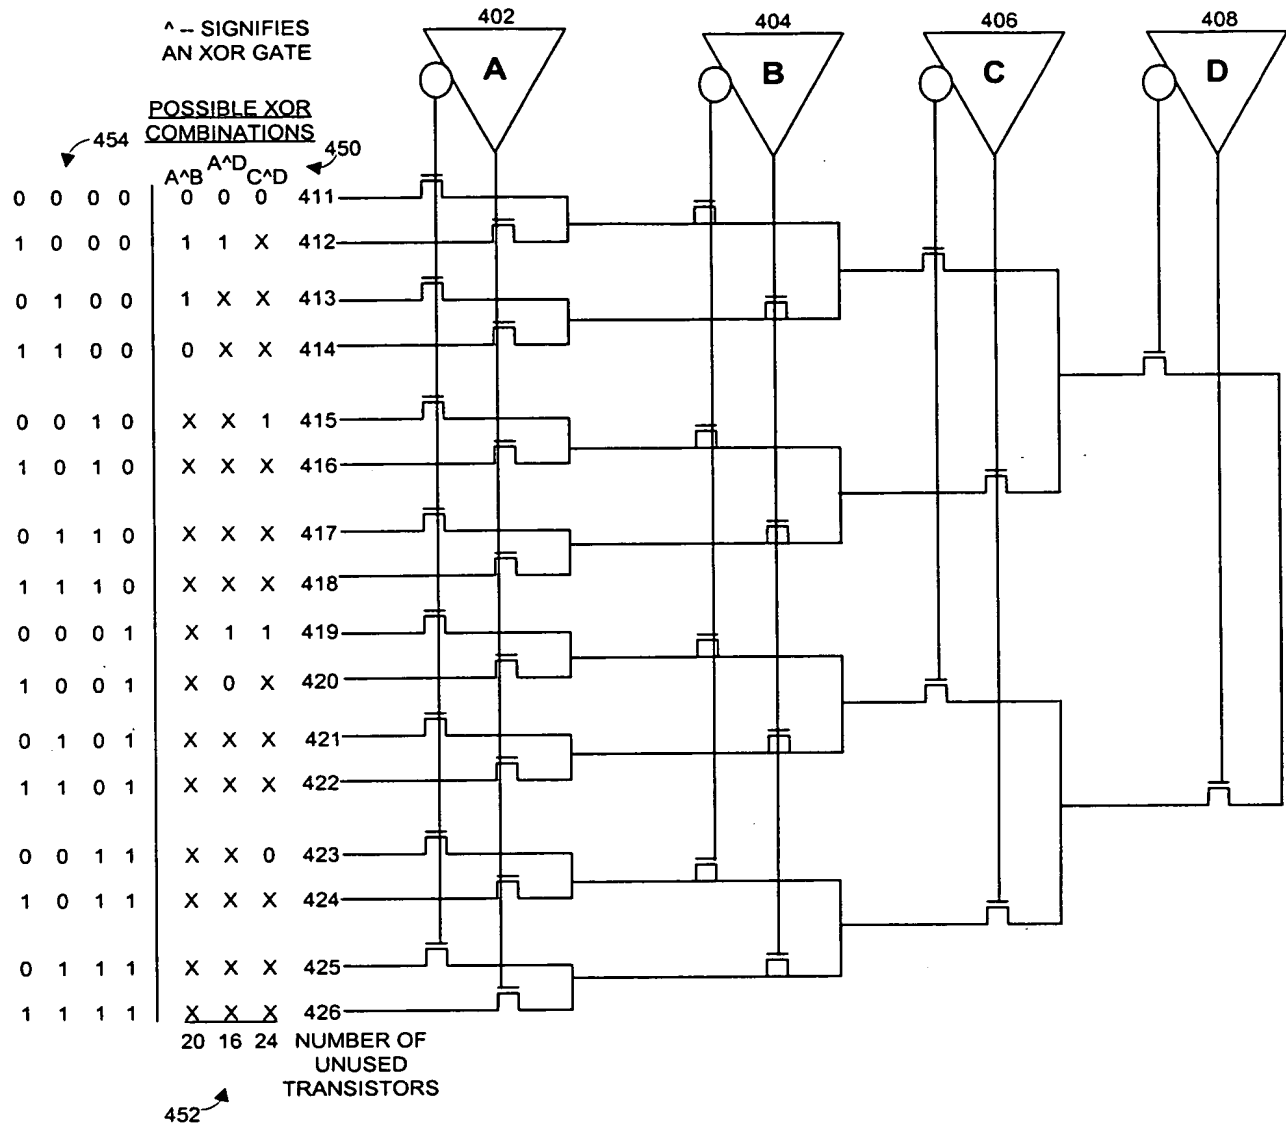 ^ -- SIGNIFIES
AN XOR GATE
402
404
406
408
A
B
C
D
POSSIBLE XOR
COMBINATIONS
454
450
A^B A^D C^D
0 0 0 0 0 0 0 411
1 0 0 0 1 1 X 412
0 1 0 0 1 X X 413
1 1 0 0 0 X X 414
0 0 1 0 X X 1 415
1 0 1 0 X X X 416
0 1 1 0 X X X 417
1 1 1 0 X X X 418
0 0 0 1 X 1 1 419
1 0 0 1 X 0 X 420
0 1 0 1 X X X 421
1 1 0 1 X X X 422
0 0 1 1 X X 0 423
1 0 1 1 X X X 424
0 1 1 1 X X X 425
1 1 1 1 X X X 426
20 16 24 NUMBER OF
UNUSED
TRANSISTORS
452